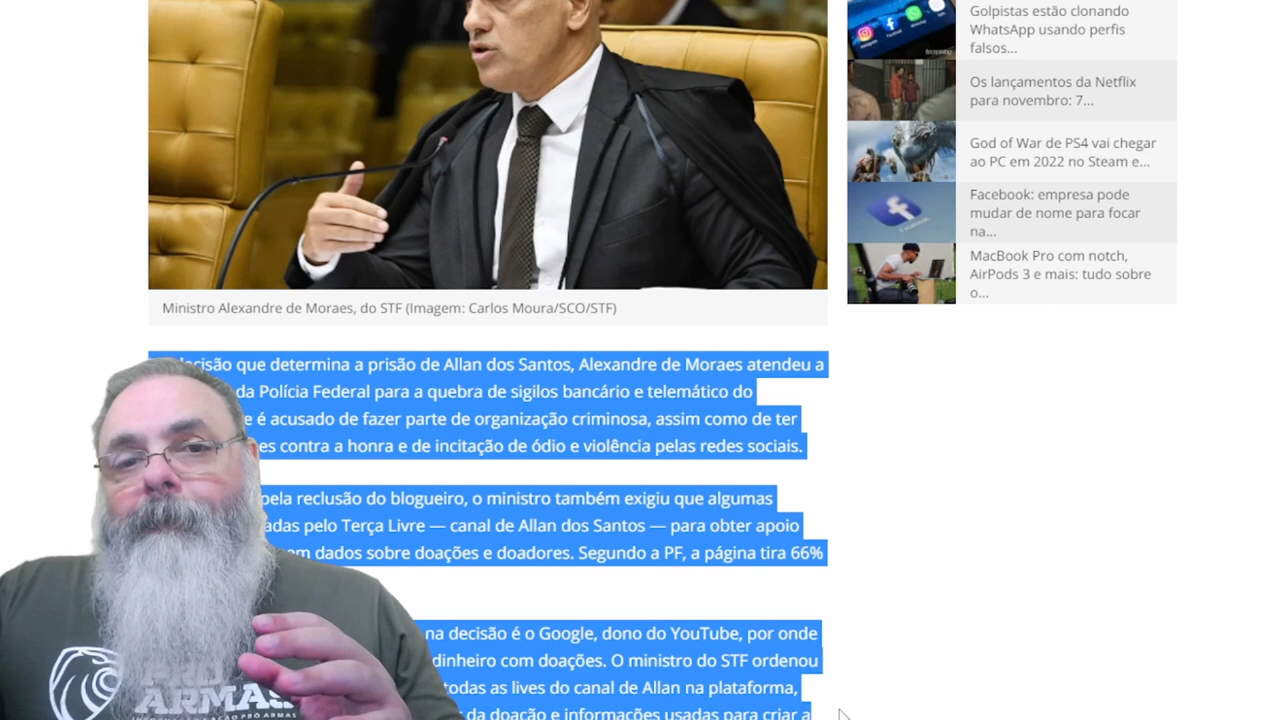 Ministro Alexandre de Moraes, do STF (Imagem: Carlos Moura/SCO/STF)
que determina a prisão de Allan dos Santos, Alexandre de Moraes atendeu a
da Polícia Federal para a quebra de sigilos bancário e telemático do
é acusado de fazer parte de organização criminosa, assim como de ter
contra a honra e de incitação de ódio e violência pelas redes sociais.
pela reclusão do blogueiro, o ministro também exigiu que algumas
pelo Terça Livre — canal de Allan dos Santos — para obter apoio
dados sobre doações e doadores. Segundo a PF, a página tira 66%
na decisão é o Google, dono do YouTube, por onde
dinheiro com doações. O ministro do STF ordenou
todas as lives do canal de Allan na plataforma,
da doação e informações usadas para criar a
Golpistas estão clonando
WhatsApp usando perfis
falsos...
Os lançamentos da Netflix
para novembro: 7...
God of War de PS4 vai chegar
ao PC em 2022 no Steam e...
Facebook: empresa pode
mudar de nome para focar
na...
MacBook Pro com notch,
AirPods 3 e mais: tudo sobre
o...
PRO
ARMAS